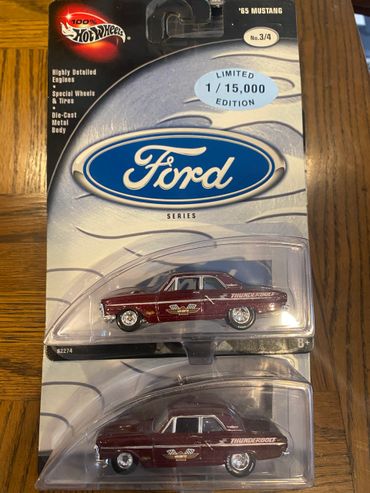 100%
Hot Wheels
'65 MUSTANG
No.3/4
Highly Detailed
Engines
•
Special Wheels
& Tires
•
Die-Cast
Metal
Body
LIMITED
1 / 15,000
EDITION
Ford
SERIES
THUNDERBOLT
8+
THUNDERBOLT